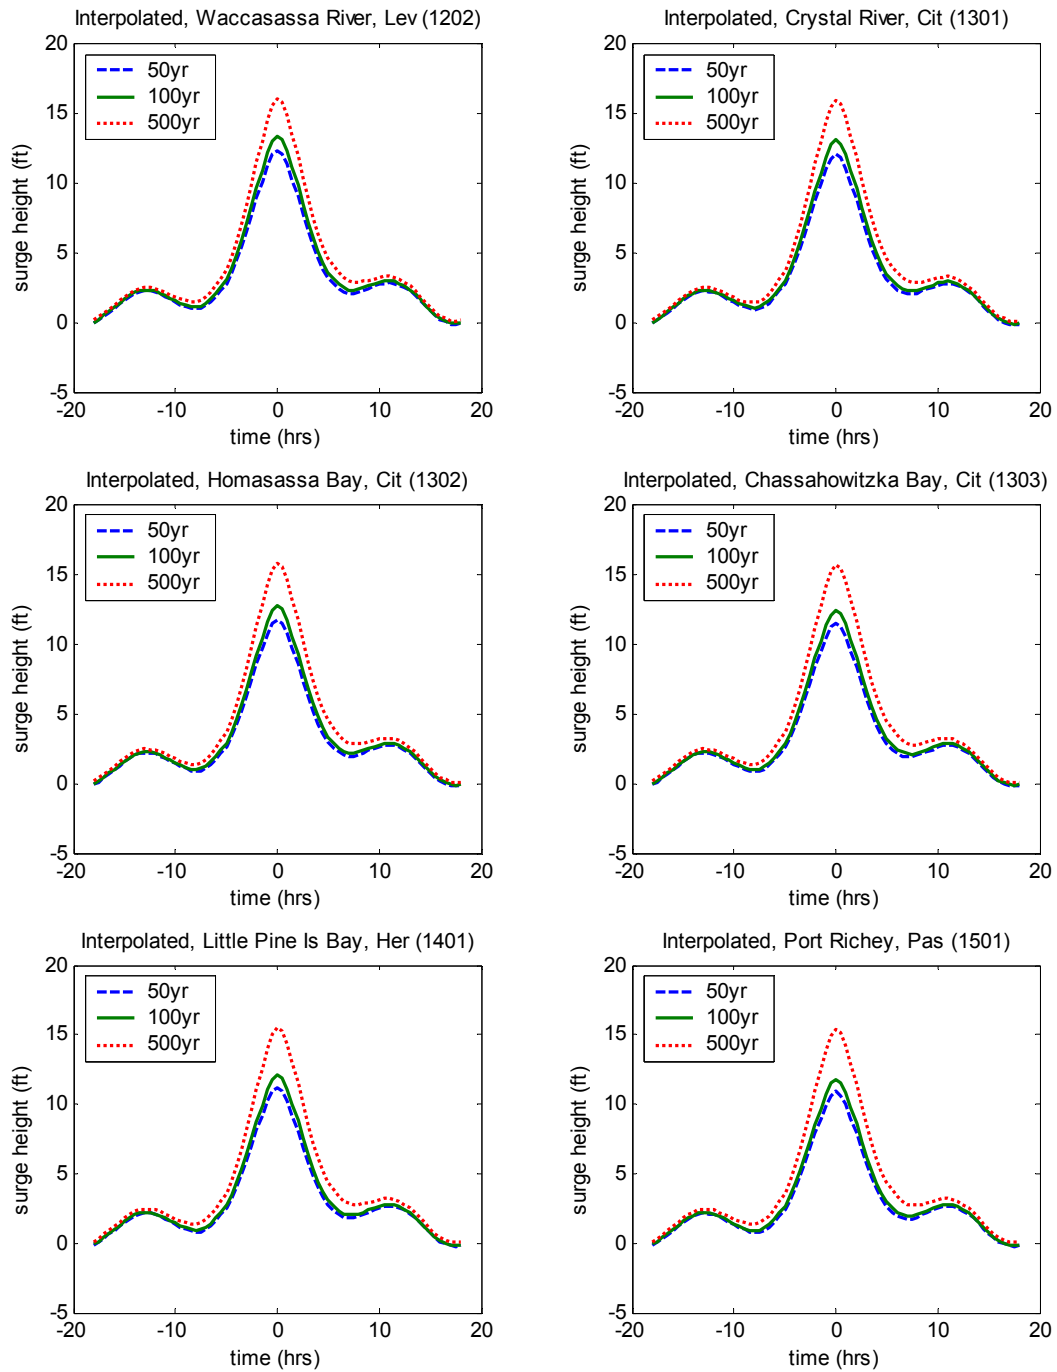 Interpolated, Waccasassa River, Lev (1202)
20
15
10
5
0
-5
surge height (ft)
50yr
100yr
500yr
-20
-10
0
10
20
time (hrs)
Interpolated, Crystal River, Cit (1301)
20
15
10
5
0
-5
surge height (ft)
50yr
100yr
500yr
-20
-10
0
10
20
time (hrs)
Interpolated, Homasassa Bay, Cit (1302)
20
15
10
5
0
-5
surge height (ft)
50yr
100yr
500yr
-20
-10
0
10
20
time (hrs)
Interpolated, Chassahowitzka Bay, Cit (1303)
20
15
10
5
0
-5
surge height (ft)
50yr
100yr
500yr
-20
-10
0
10
20
time (hrs)
Interpolated, Little Pine Is Bay, Her (1401)
20
15
10
5
0
-5
surge height (ft)
50yr
100yr
500yr
-20
-10
0
10
20
time (hrs)
Interpolated, Port Richey, Pas (1501)
20
15
10
5
0
-5
surge height (ft)
50yr
100yr
500yr
-20
-10
0
10
20
time (hrs)